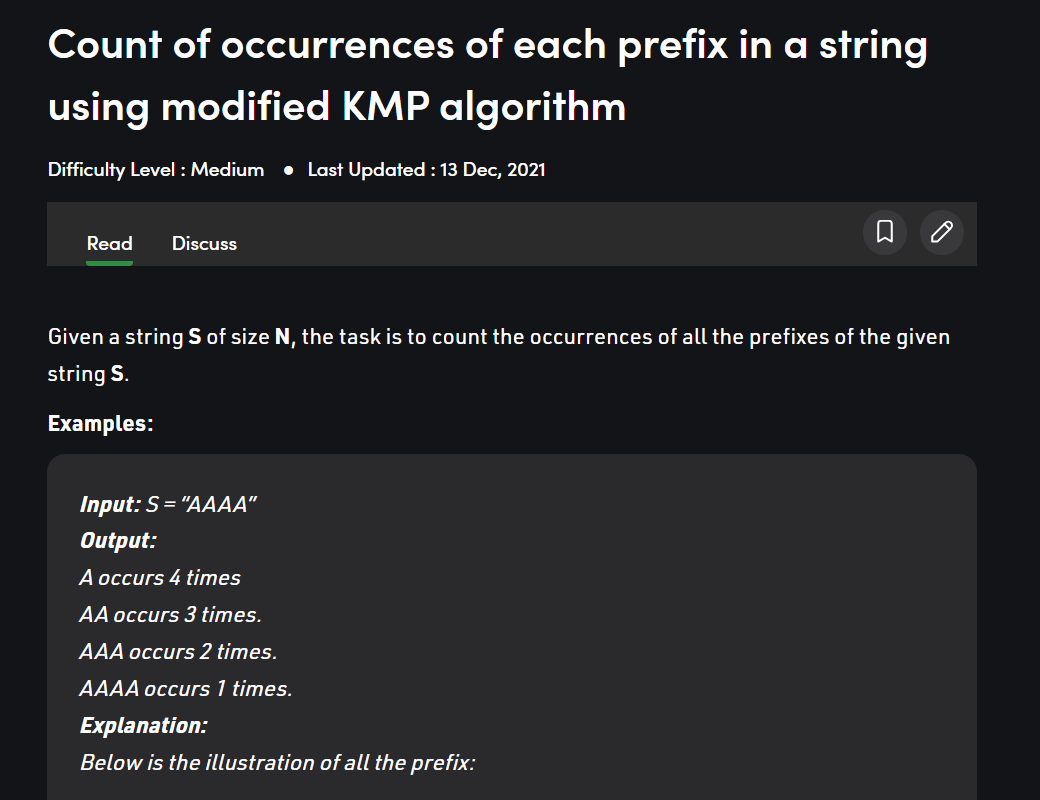 Count of occurrences of each prefix in a string
using modified KMP algorithm
Difficulty Level : Medium ● Last Updated : 13 Dec, 2021
Read Discuss
Given a string S of size N, the task is to count the occurrences of all the prefixes of the given
string S.
Examples:
Input: S = “AAAA”
Output:
A occurs 4 times
AA occurs 3 times.
AAA occurs 2 times.
AAAA occurs 1 times.
Explanation:
Below is the illustration of all the prefix: